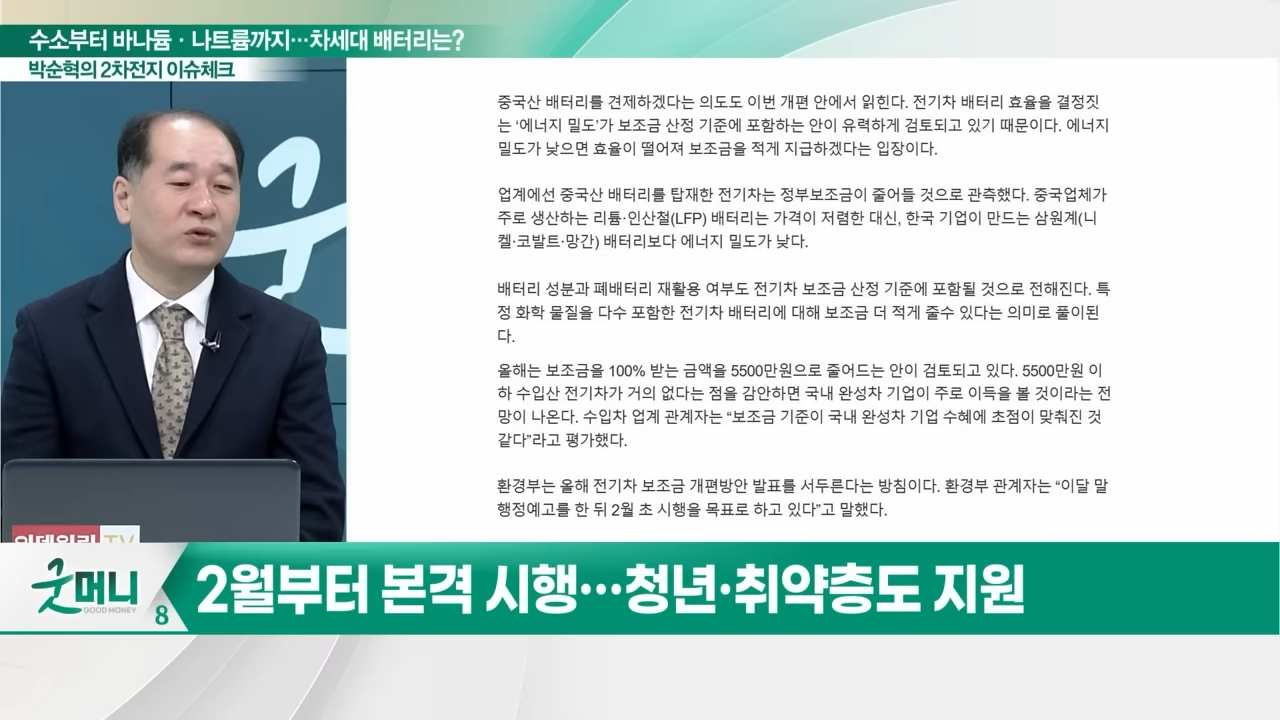 수소부터 바나듐·나트륨까…차세대 배터리는?
박순혁의 2차전지 이슈체크
중국산 배터리를 견제하겠다는 의도도 이번 개편 안에서 읽힌다. 전기차 배터리 효율을 결정짓
는 ‘에너지 밀도’가 보조금 산정 기준에 포함하는 안이 유력하게 검토되고 있기 때문이다. 에너지
밀도가 낮으면 효율이 떨어져 보조금을 적게 지급하겠다는 입장이다.
업계에선 중국산 배터리를 탑재한 전기차는 정부보조금이 줄어들 것으로 관측했다. 중국업체가
주로 생산하는 리튬·인산철(LFP) 배터리는 가격이 저렴한 대신, 한국 기업이 만드는 삼원계(니
켈·코발트·망간) 배터리보다 에너지 밀도가 낮다.
배터리 성분과 폐배터리 재활용 여부도 전기차 보조금 산정 기준에 포함될 것으로 전해진다. 특
정 화학 물질을 다수 포함한 전기차 배터리에 대해 보조금 더 적게 줄수 있다는 의미로 풀이된
다.
올해는 보조금을 100% 받는 금액을 5500만원으로 줄어드는 안이 검토되고 있다. 5500만원 이
하 수입산 전기차가 거의 없다는 점을 감안하면 국내 완성차 기업이 주로 이득을 볼 것이라는 전
망이 나온다. 수입차 업계 관계자는 “보조금 기준이 국내 완성차 기업 수혜에 초점이 맞춰진 것
같다”라고 평가했다.
환경부는 올해 전기차 보조금 개편방안 발표를 서두른다는 방침이다. 환경부 관계자는 “이달 말
행정예고를 한 뒤 2월 초 시행을 목표로 하고 있다”고 말했다.
이데일리 TV
굿머니
GOOD MONEY
8
2월부터 본격 시행…청년·취약층도 지원